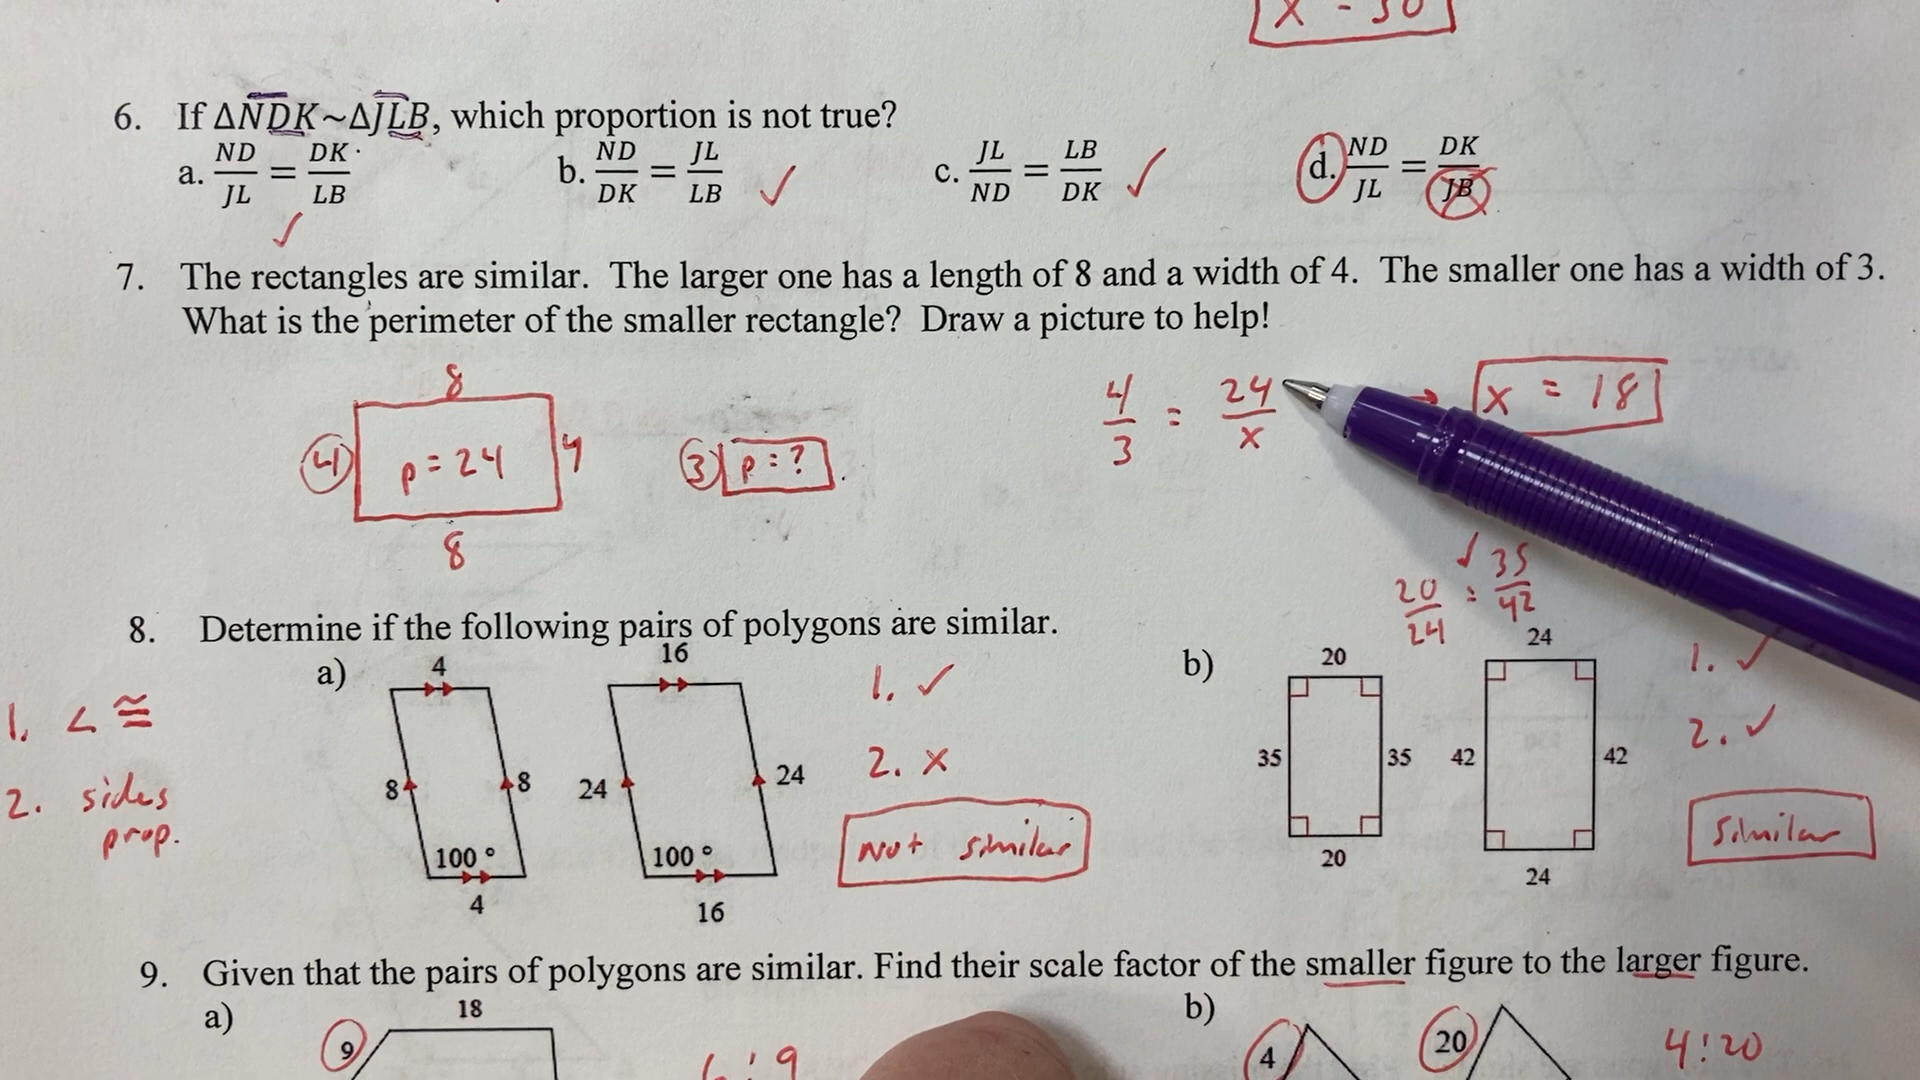 x = 30
6. If ΔNDK~ΔJLB, which proportion is not true?
a. ND/JL = DK/LB ✓ b. ND/DK = JL/LB ✓ c. JL/ND = LB/DK ✓ d. ND/JL = DK/JB
7. The rectangles are similar. The larger one has a length of 8 and a width of 4. The smaller one has a width of 3.
What is the perimeter of the smaller rectangle? Draw a picture to help!
8
4 p = 24 4
8
3 p = ?
4/3 = 24/x → x = 18
8. Determine if the following pairs of polygons are similar.
1. ∠ ≅
2. sides
prop.
a)
4
8 8
100 °
4
16
24 24
100 °
16
1. ✓
2. x
Not similar
b)
20/24 = 35/42 ✓
20
35 35
20
24
42 42
24
1. ✓
2. ✓
Similar
9. Given that the pairs of polygons are similar. Find their scale factor of the smaller figure to the larger figure.
a)
18
9
6:9
b)
4
20
4:20